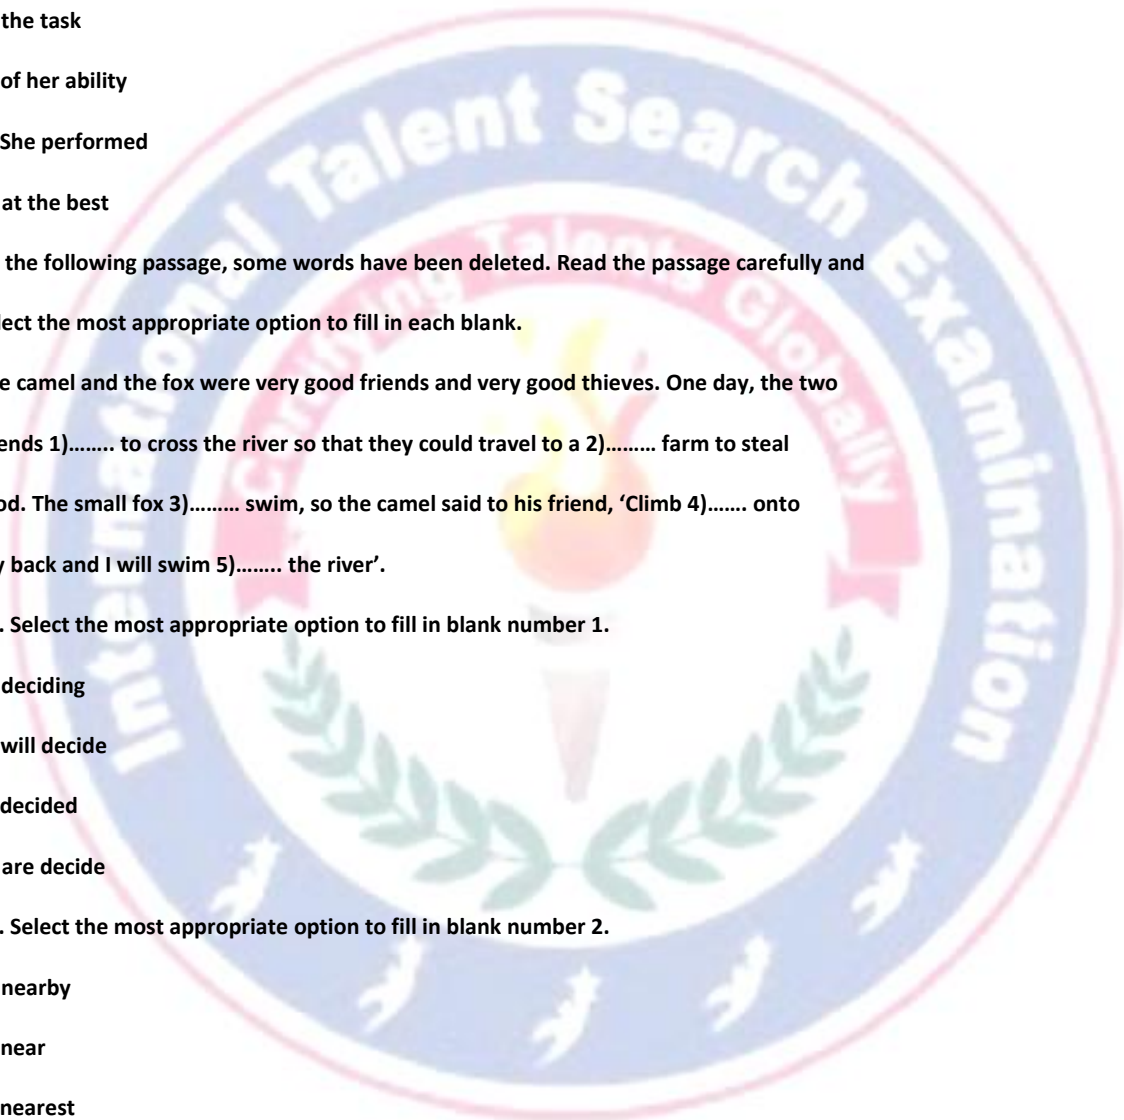 the task
of her ability
She performed
at the best
the following passage, some words have been deleted. Read the passage carefully and
lect the most appropriate option to fill in each blank.
e camel and the fox were very good friends and very good thieves. One day, the two
ends 1)…….. to cross the river so that they could travel to a 2)……… farm to steal
od. The small fox 3)……… swim, so the camel said to his friend, ‘Climb 4)……. onto
y back and I will swim 5)…….. the river’.
. Select the most appropriate option to fill in blank number 1.
deciding
will decide
decided
are decide
. Select the most appropriate option to fill in blank number 2.
nearby
near
nearest
International Talent Search Examination
Certifying Talents Globally